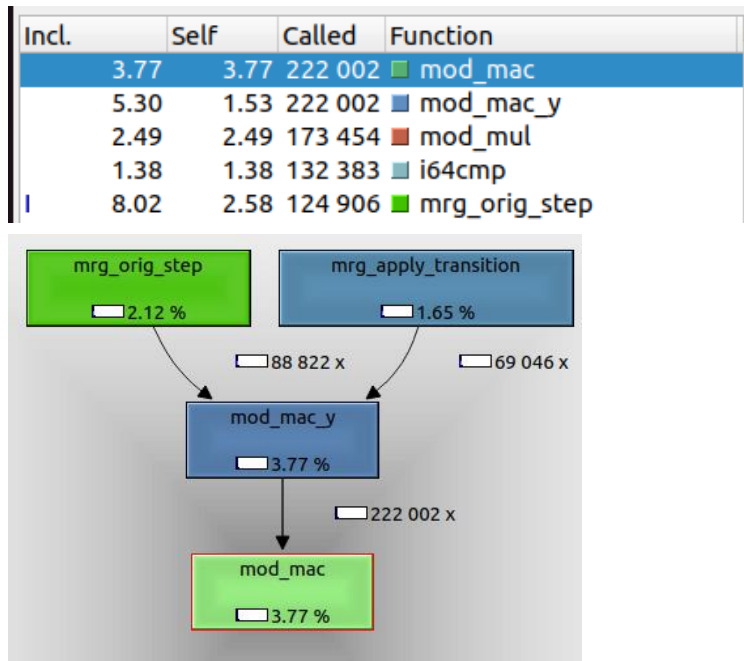 Incl. Self Called Function
3.77 3.77 222 002 mod_mac
5.30 1.53 222 002 mod_mac_y
2.49 2.49 173 454 mod_mul
1.38 1.38 132 383 i64cmp
8.02 2.58 124 906 mrg_orig_step
mrg_orig_step mrg_apply_transition
2.12 % 1.65 %
88 822 x 69 046 x
mod_mac_y
3.77 %
222 002 x
mod_mac
3.77 %